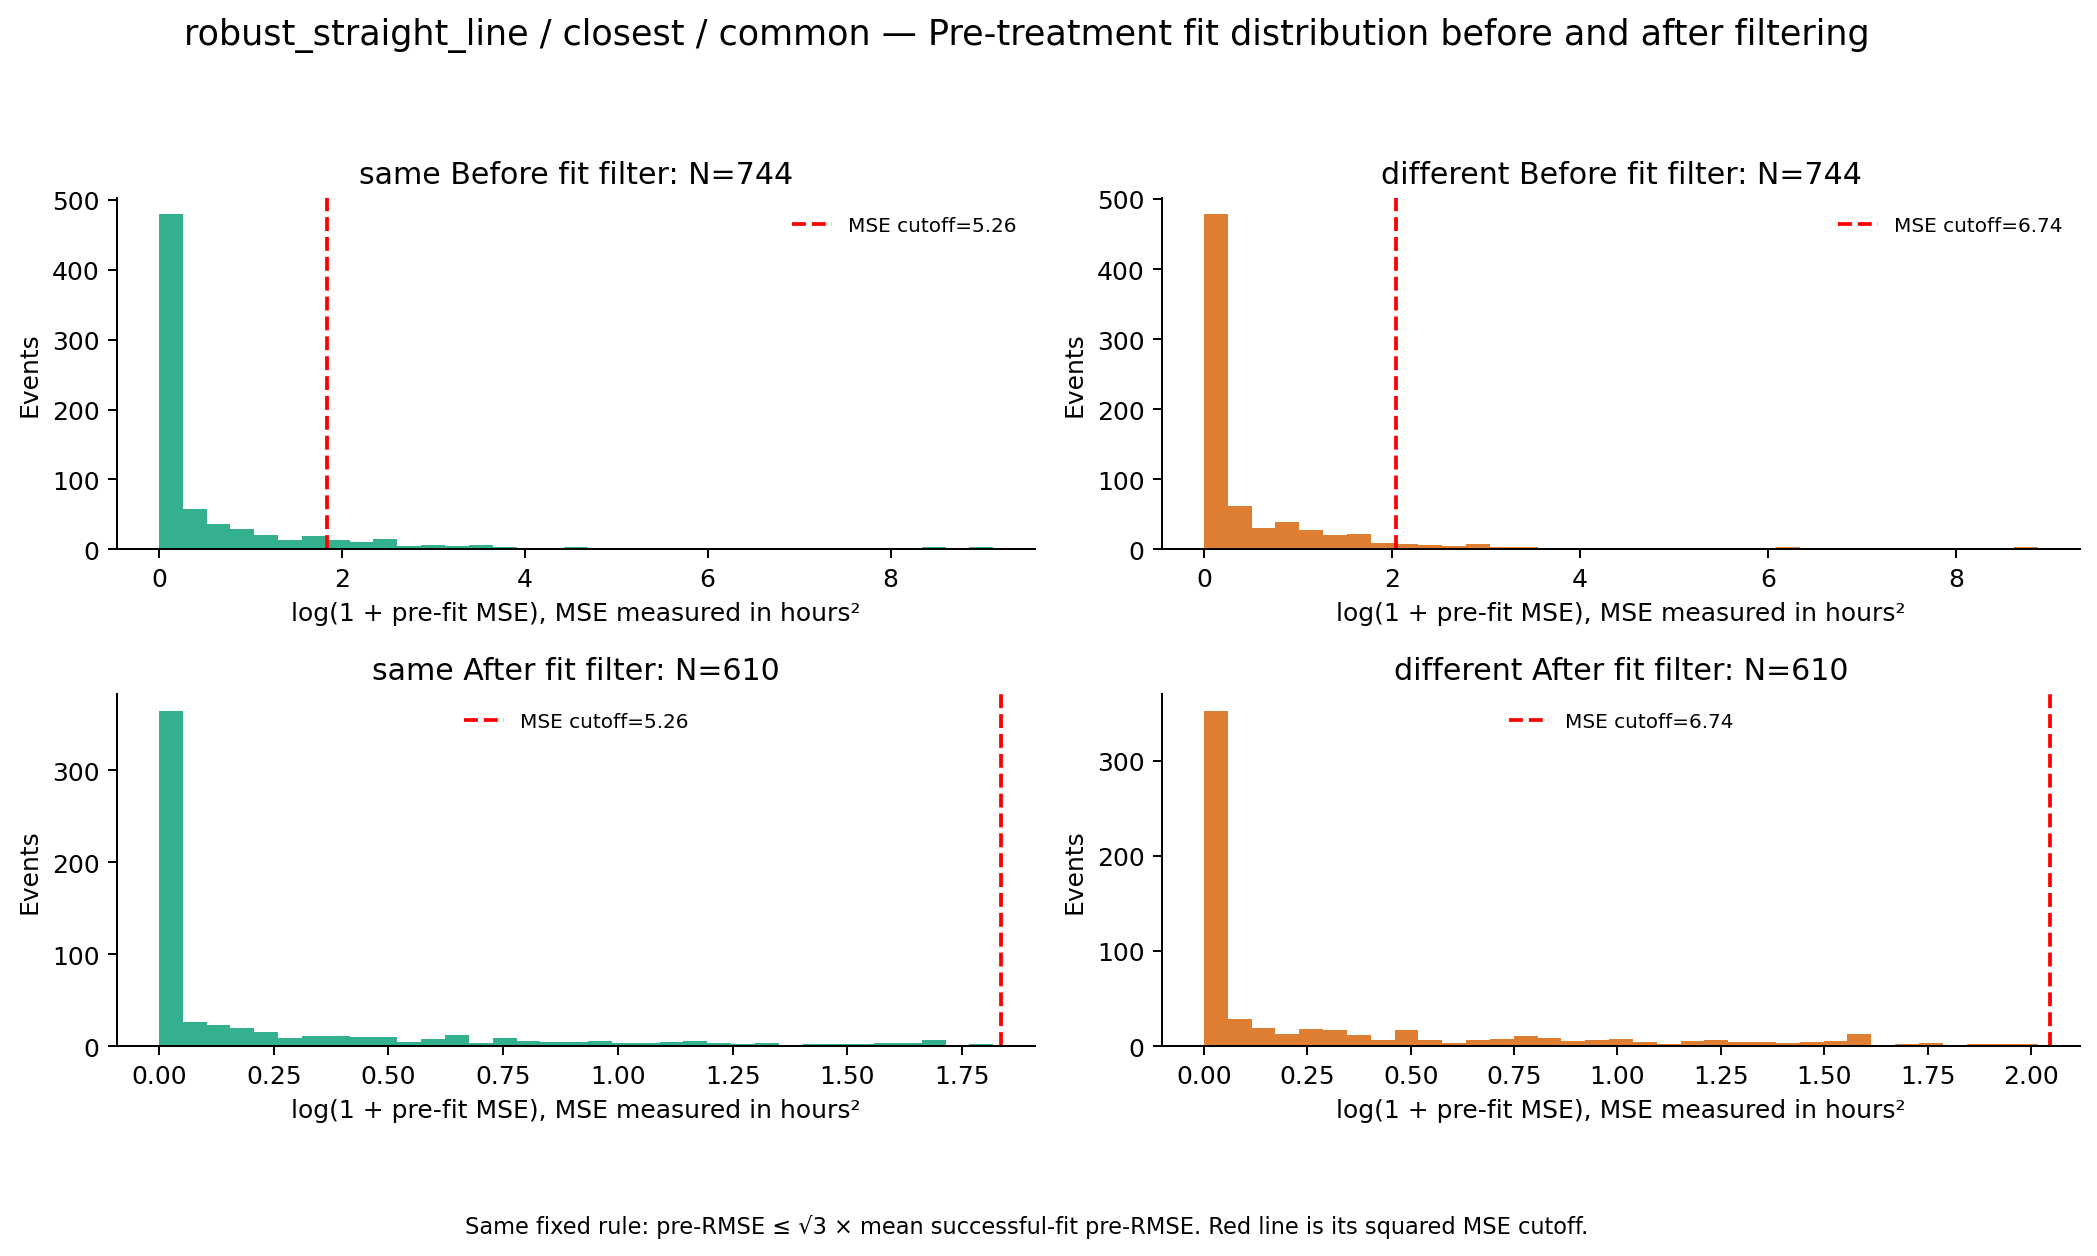 robust_straight_line / closest / common — Pre-treatment fit distribution before and after filtering
same Before fit filter: N=744
MSE cutoff=5.26
Events
500
400
300
200
100
0
0 2 4 6 8
log(1 + pre-fit MSE), MSE measured in hours²
different Before fit filter: N=744
MSE cutoff=6.74
Events
500
400
300
200
100
0
0 2 4 6 8
log(1 + pre-fit MSE), MSE measured in hours²
same After fit filter: N=610
MSE cutoff=5.26
Events
300
200
100
0
0.00 0.25 0.50 0.75 1.00 1.25 1.50 1.75
log(1 + pre-fit MSE), MSE measured in hours²
different After fit filter: N=610
MSE cutoff=6.74
Events
300
200
100
0
0.00 0.25 0.50 0.75 1.00 1.25 1.50 1.75 2.00
log(1 + pre-fit MSE), MSE measured in hours²
Same fixed rule: pre-RMSE ≤ √3 × mean successful-fit pre-RMSE. Red line is its squared MSE cutoff.